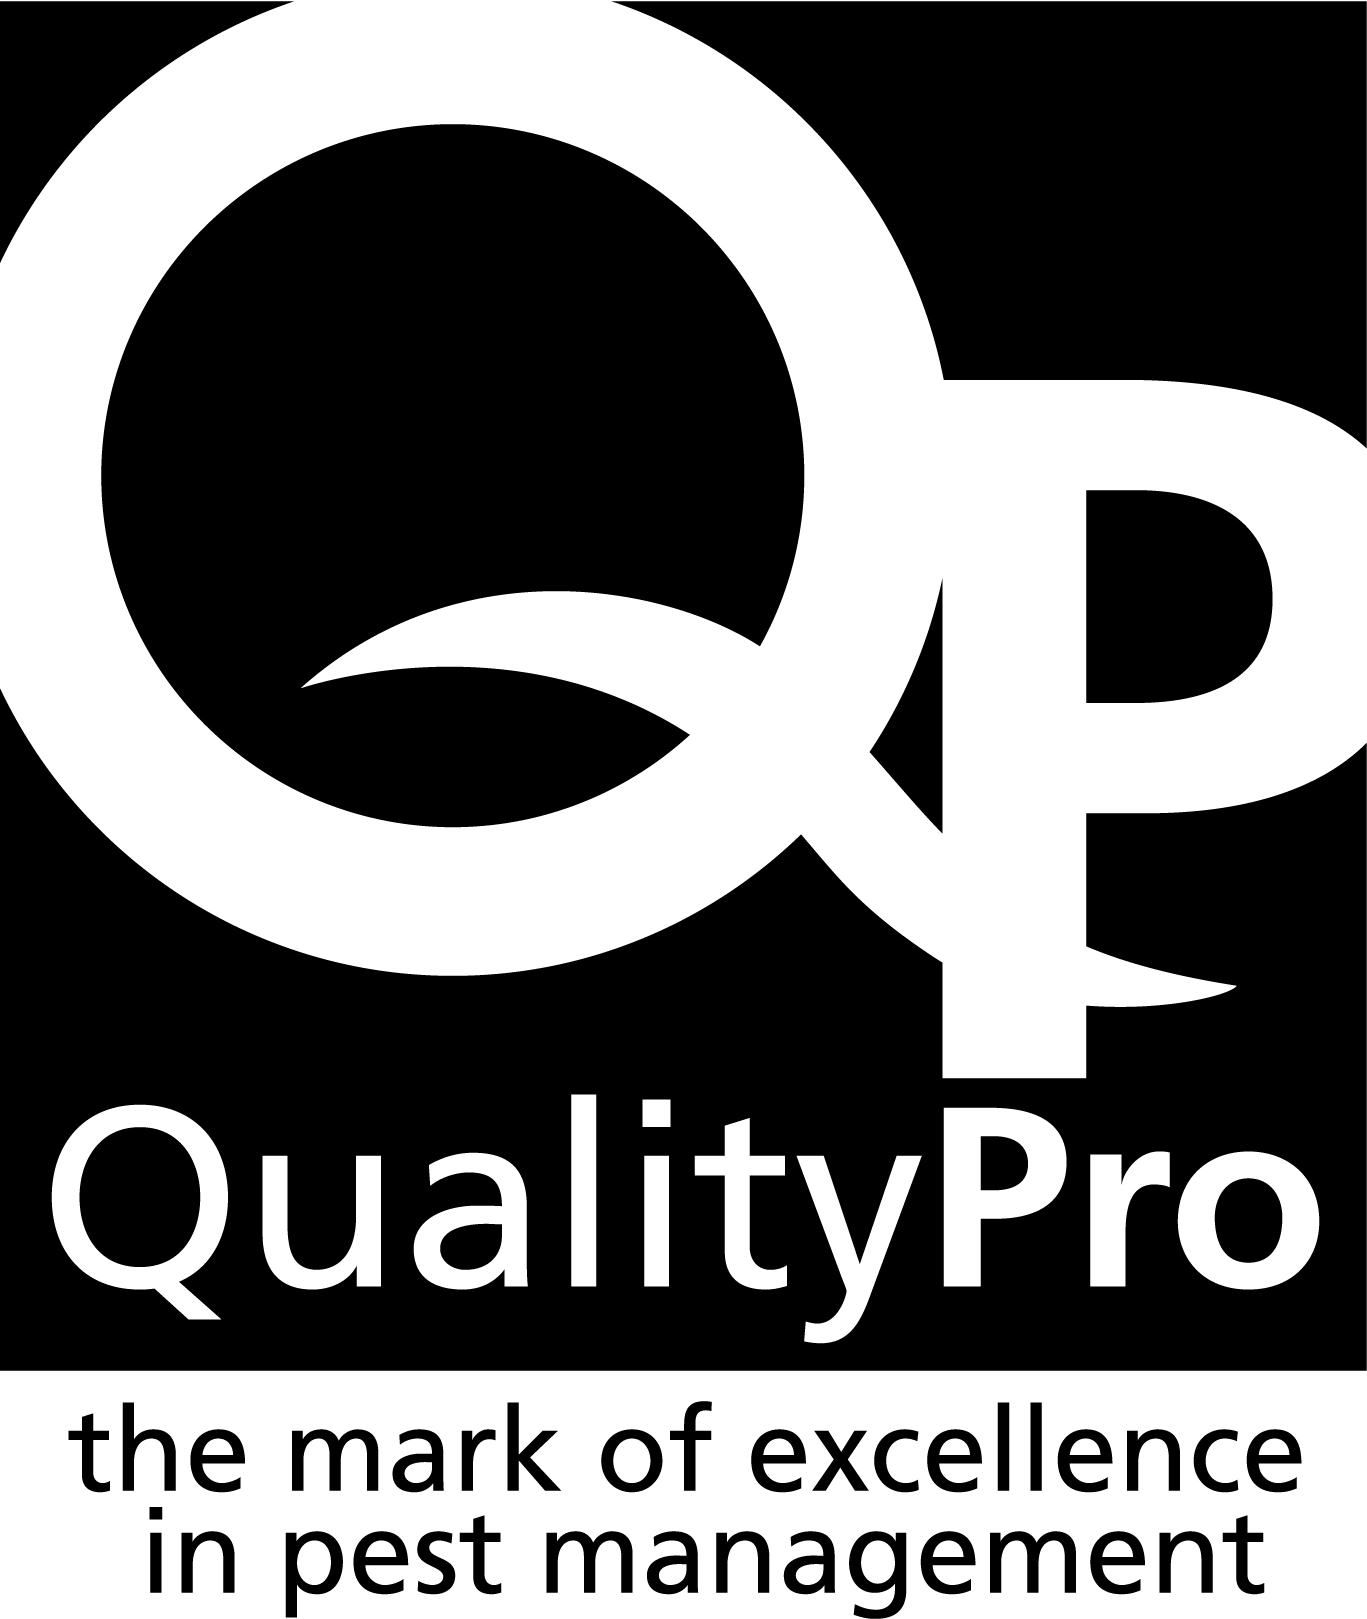 QP
QualityPro
the mark of excellence
in pest management